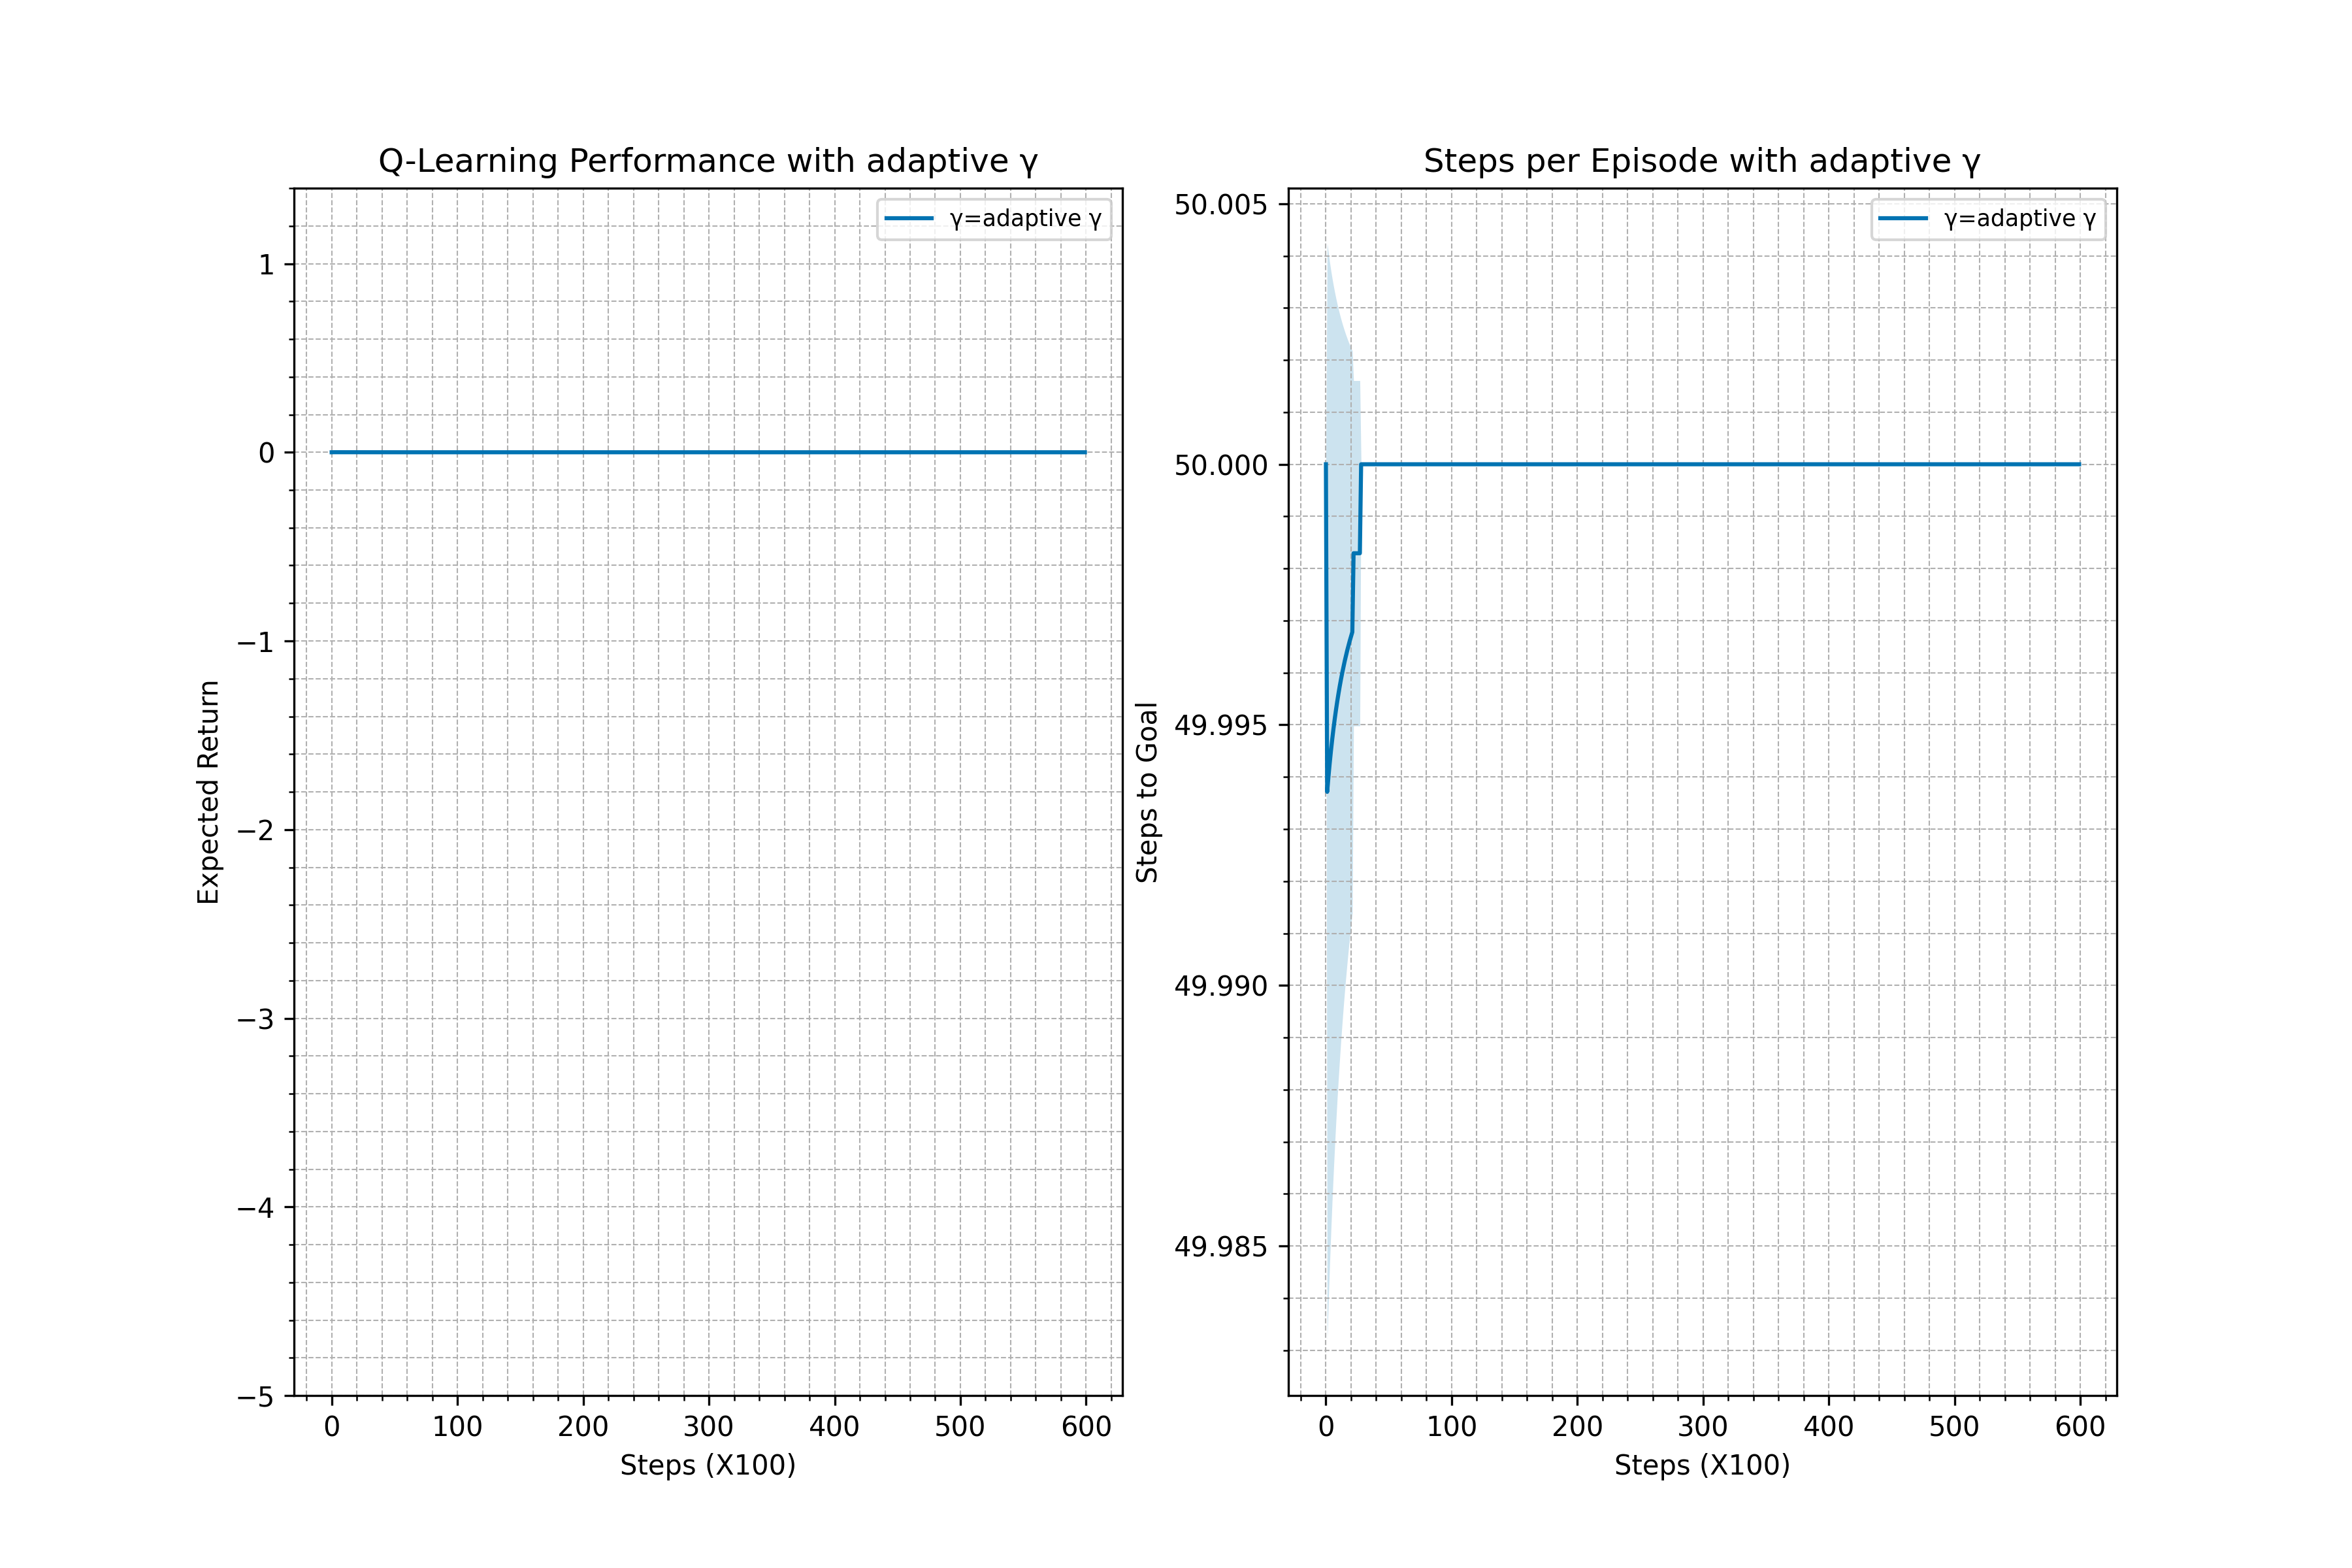 Q-Learning Performance with adaptive γ
γ=adaptive γ
1
0
−1
−2
−3
−4
−5
Expected Return
0 100 200 300 400 500 600
Steps (X100)
Steps per Episode with adaptive γ
γ=adaptive γ
50.005
50.000
49.995
49.990
49.985
Steps to Goal
0 100 200 300 400 500 600
Steps (X100)